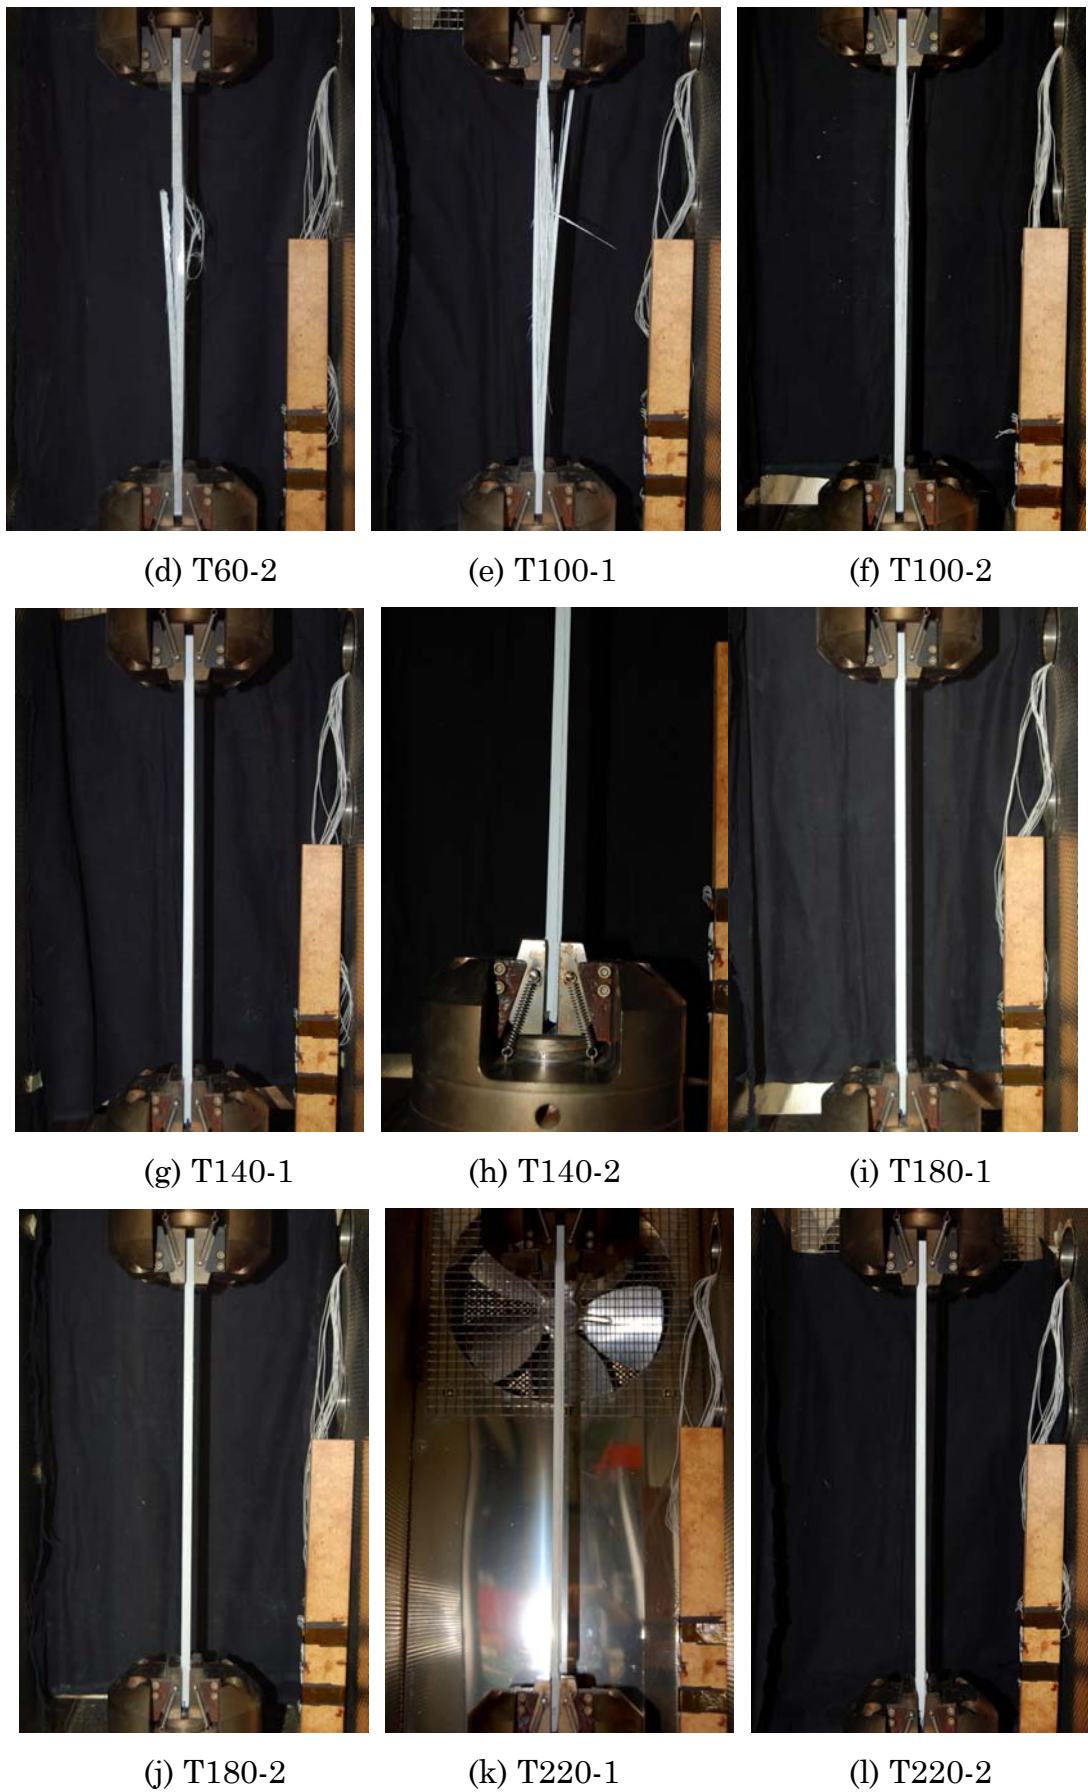 (d) T60-2
(e) T100-1
(f) T100-2
(g) T140-1
(h) T140-2
(i) T180-1
(j) T180-2
(k) T220-1
(l) T220-2